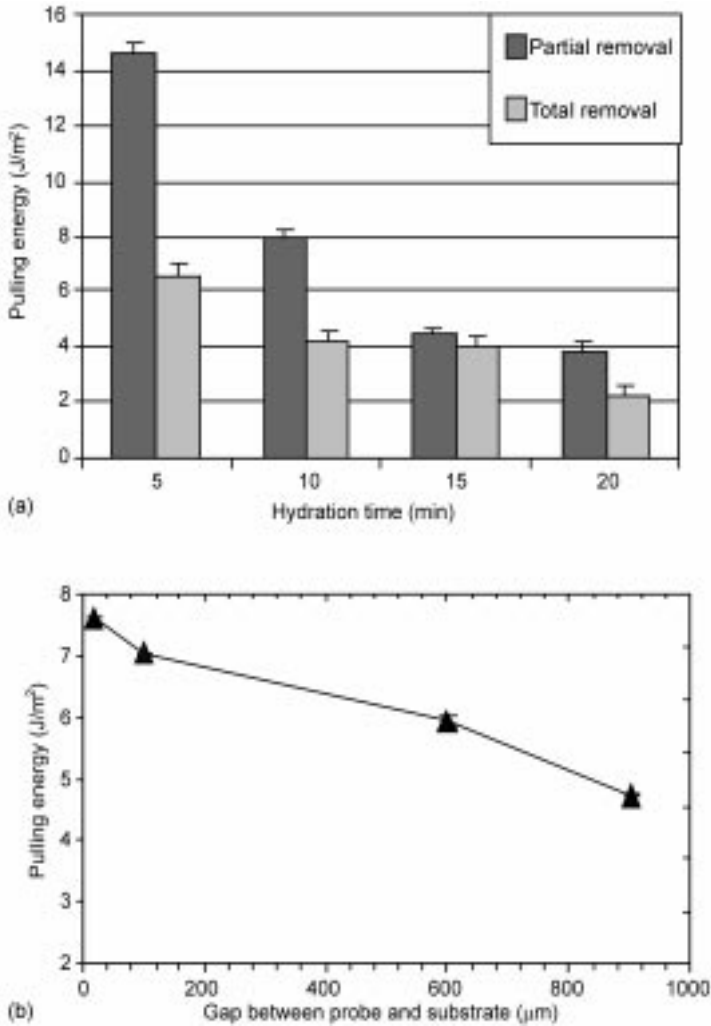 (a)
Pulling energy (J/m²)
16
14
12
10
8
6
4
2
0
Partial removal
Total removal
5 10 15 20
Hydration time (min)
(b)
Pulling energy (J/m²)
8
7
6
5
4
3
2
0 200 400 600 800 1000
Gap between probe and substrate (µm)